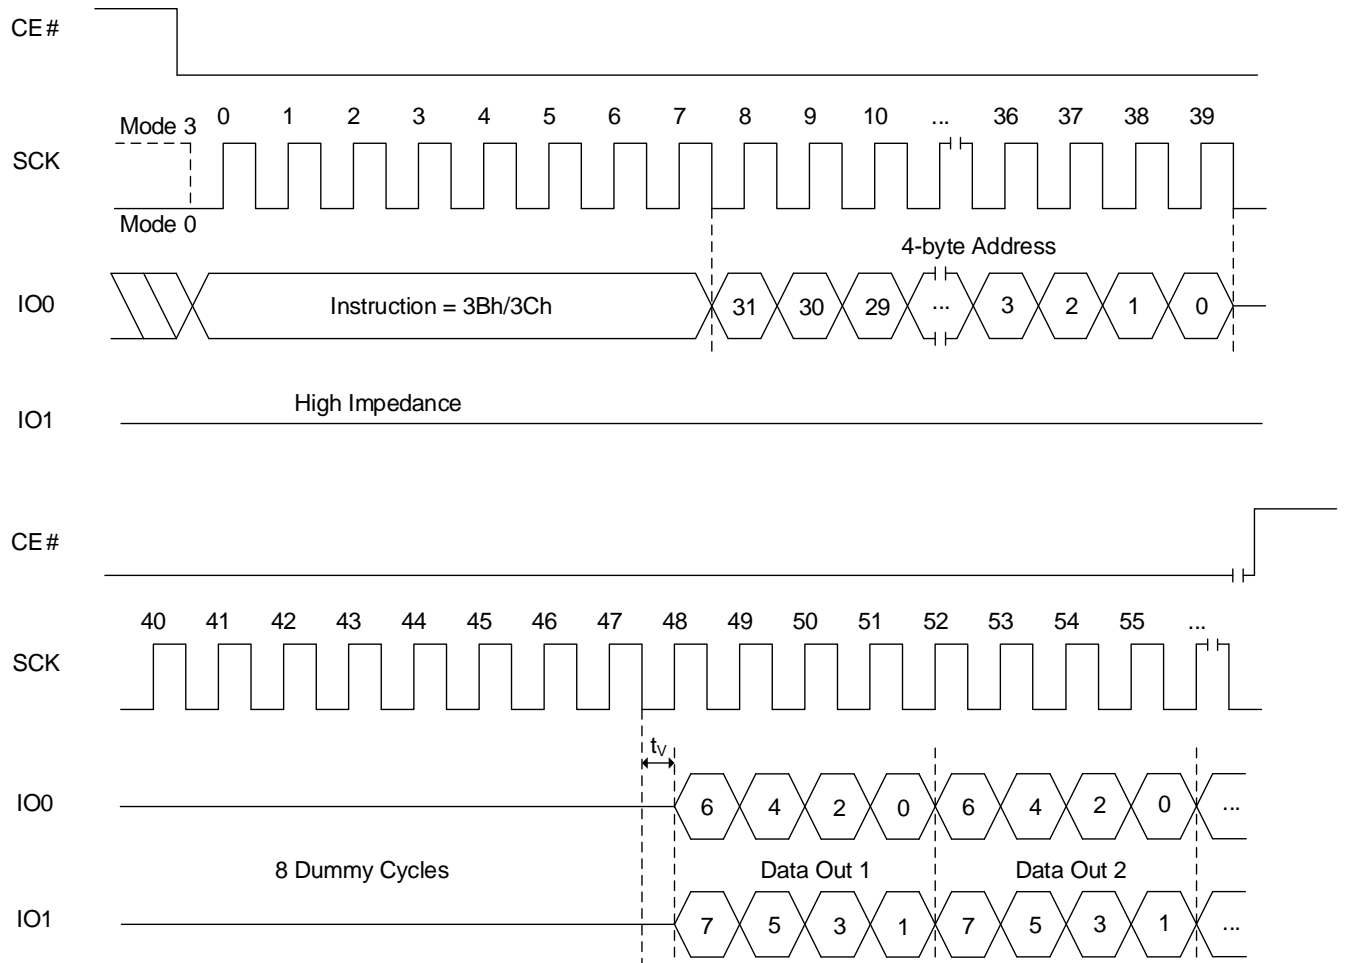 CE#
0 1 2 3 4 5 6 7 8 9 10 ... 36 37 38 39
Mode 3
SCK
Mode 0
4-byte Address
IO0 Instruction = 3Bh/3Ch 31 30 29 ... 3 2 1 0
High Impedance
IO1
CE#
40 41 42 43 44 45 46 47 48 49 50 51 52 53 54 55 ...
SCK
tV
IO0 6 4 2 0 6 4 2 0 ...
8 Dummy Cycles Data Out 1 Data Out 2
IO1 7 5 3 1 7 5 3 1 ...